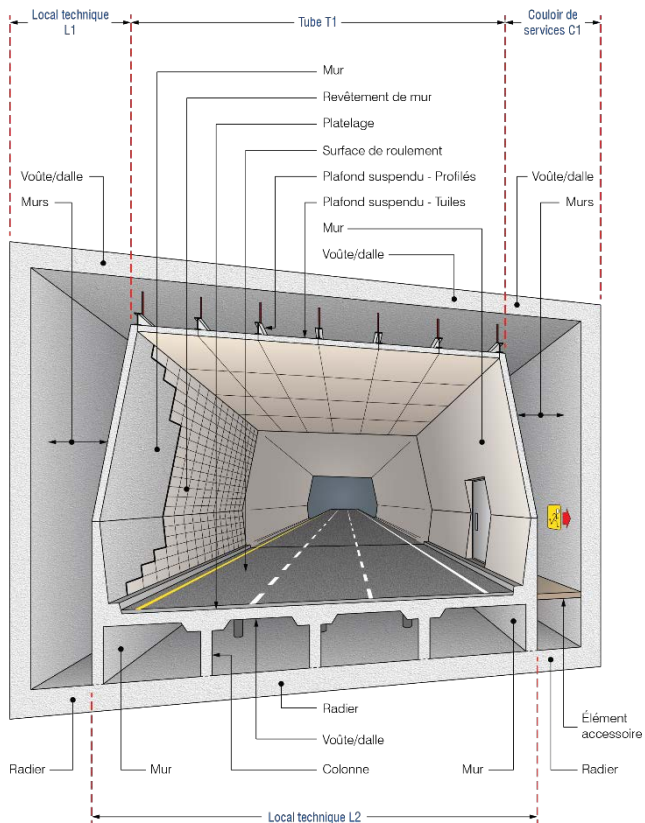 Local technique
L1
Tube T1
Couloir de
services C1
Mur
Revêtement de mur
Platelage
Surface de roulement
Voûte/dalle
Plafond suspendu - Profilés
Voûte/dalle
Murs
Plafond suspendu - Tuiles
Murs
Mur
Voûte/dalle
Radier
Élément
accessoire
Voûte/dalle
Radier
Mur
Colonne
Mur
Radier
Local technique L2